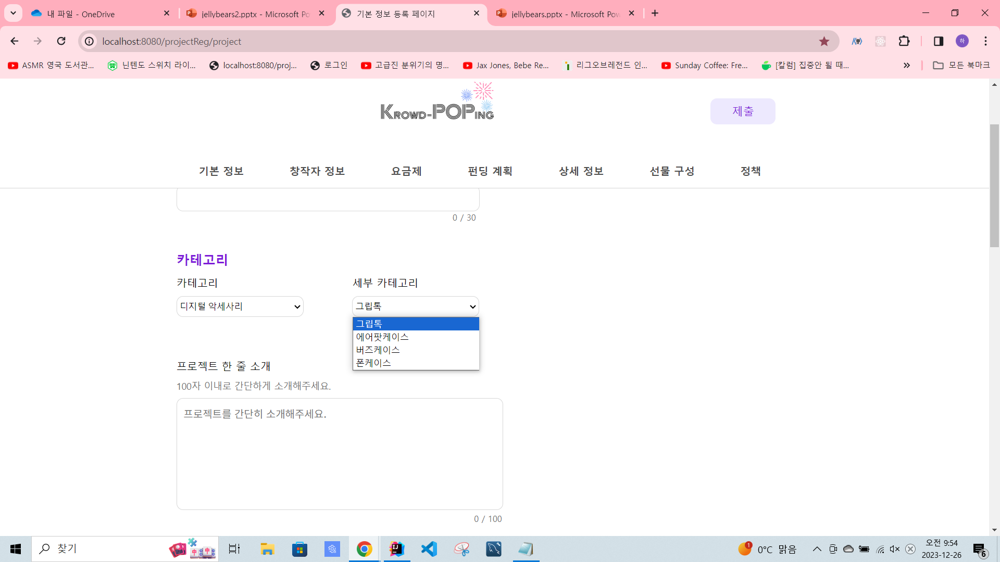 내 파일 - OneDrive
jellybears2.pptx - Microsoft Po
기본 정보 등록 페이지
jellybears.pptx - Microsoft Pow
localhost:8080/projectReg/project
하
ASMR 영국 도서관...
닌텐도 스위치 라이...
localhost:8080/proj...
로그인
고급진 분위기의 명...
Jax Jones, Bebe Re...
리그오브레전드 인...
Sunday Coffee: Fre...
[칼럼] 집중안 될 때...
모든 북마크
KROWD-POPING
제출
기본 정보
창작자 정보
요금제
펀딩 계획
상세 정보
선물 구성
정책
0 / 30
카테고리
카테고리
세부 카테고리
디지털 악세사리
그립톡
그립톡
에어팟케이스
버즈케이스
폰케이스
프로젝트 한 줄 소개
100자 이내로 간단하게 소개해주세요.
프로젝트를 간단히 소개해주세요.
0 / 100
찾기
1
0°C 맑음
오전 9:54
2023-12-26
6